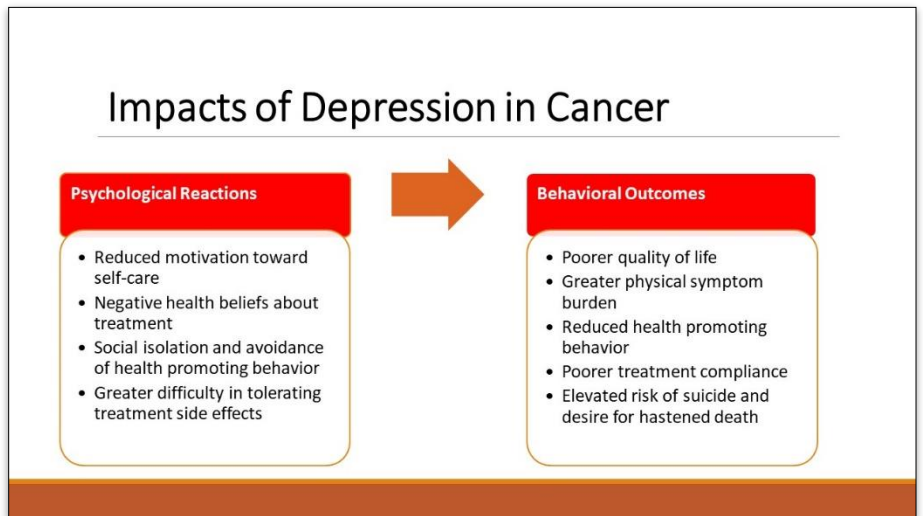 Impacts of Depression in Cancer
Psychological Reactions
• Reduced motivation toward
self-care
• Negative health beliefs about
treatment
• Social isolation and avoidance
of health promoting behavior
• Greater difficulty in tolerating
treatment side effects
Behavioral Outcomes
• Poorer quality of life
• Greater physical symptom
burden
• Reduced health promoting
behavior
• Poorer treatment compliance
• Elevated risk of suicide and
desire for hastened death